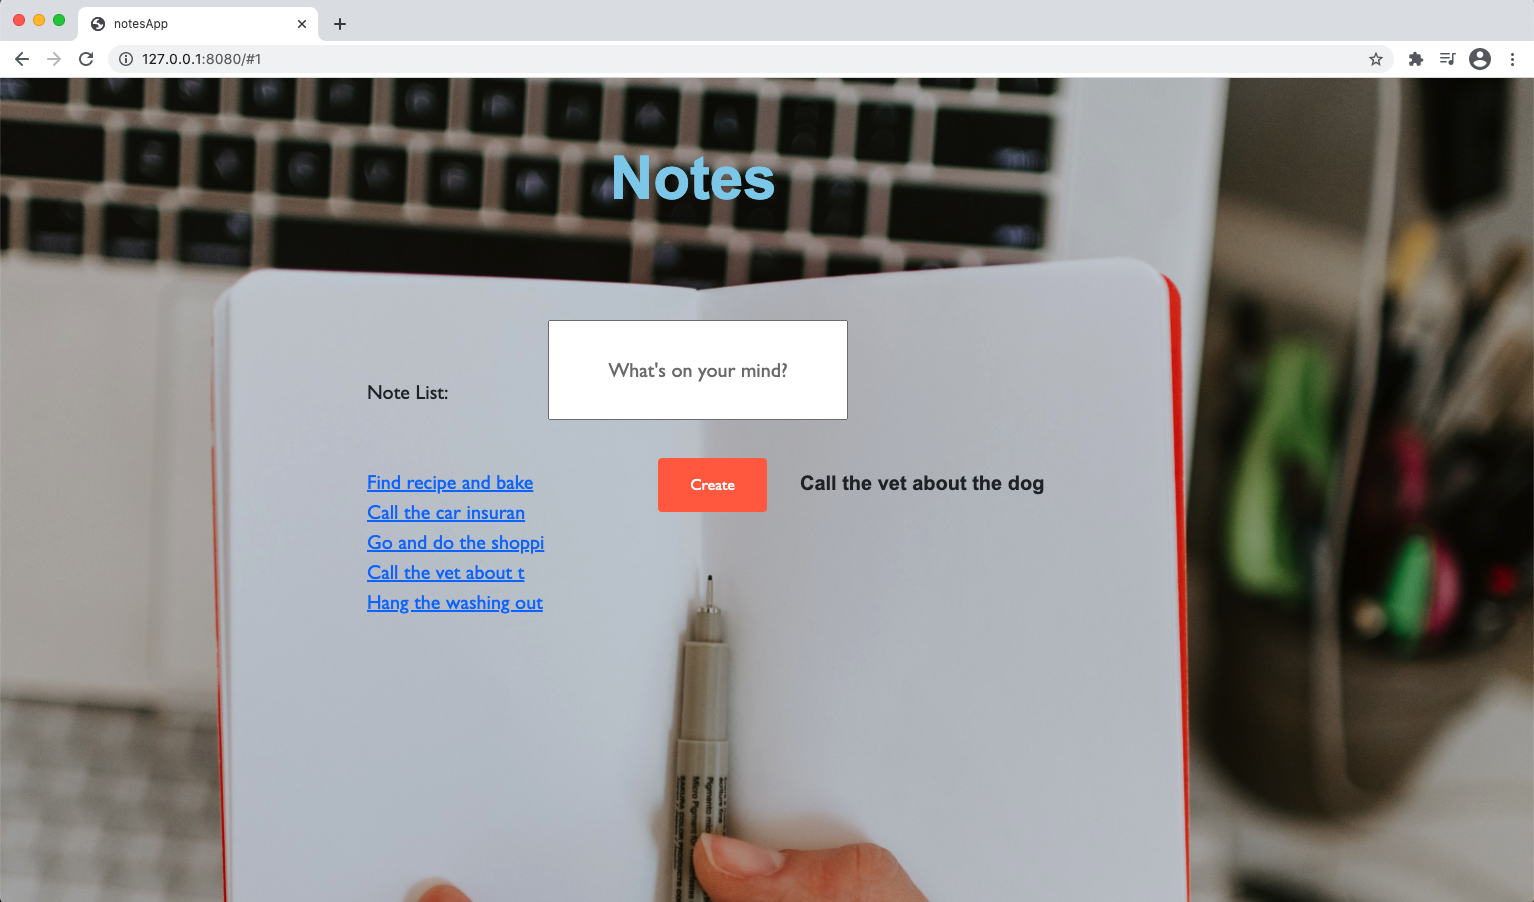 notesApp
127.0.0.1:8080/#1
Notes
What's on your mind?
Note List:
Find recipe and bake
Call the car insuran
Go and do the shoppi
Call the vet about t
Hang the washing out
Create
Call the vet about the dog